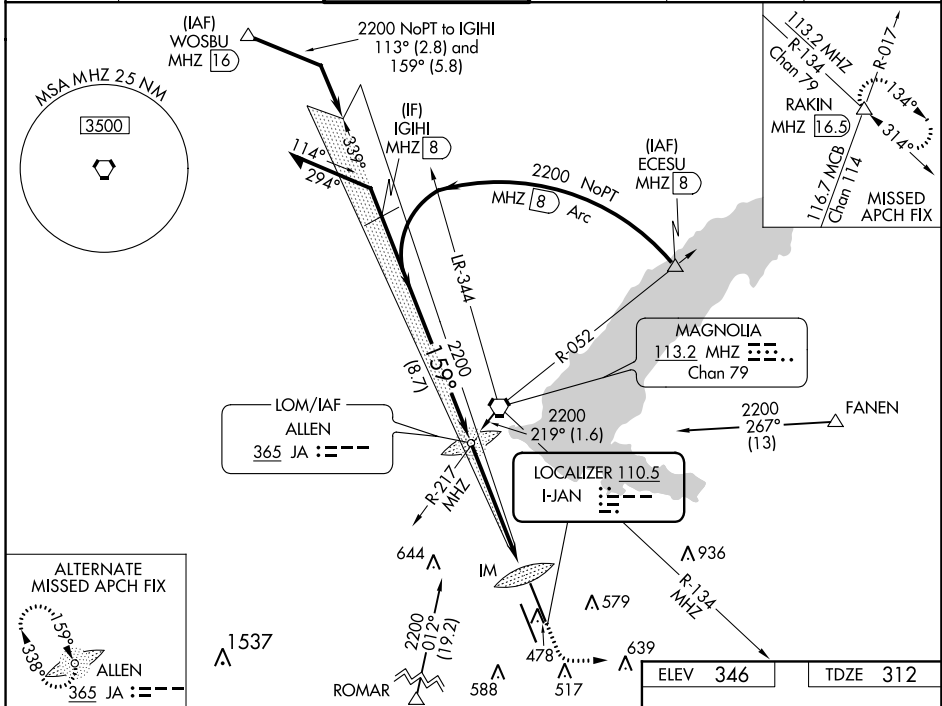 (IAF)
WOSBU
MHZ 16
2200 NoPT to IGIHI
113° (2.8) and
159° (5.8)
MSA MHZ 25 NM
3500
(IF)
IGIHI
MHZ 8
339°
114°
294°
2200 NoPT
MHZ 8 Arc
(IAF)
ECESU
MHZ 8
113.2 MHZ
R-134
Chan 79
R-017
134°
314°
RAKIN
MHZ 16.5
116.7 MCB
Chan 114
MISSED
APCH FIX
LR-344
R-052
2200
159°
(8.7)
MAGNOLIA
113.2 MHZ
Chan 79
LOM/IAF
ALLEN
365 JA
2200
219° (1.6)
2200
267°
(13)
FANEN
R-217
MHZ
LOCALIZER 110.5
I-JAN
644
IM
936
579
R-134
MHZ
ALTERNATE
MISSED APCH FIX
159°
338°
ALLEN
365 JA
1537
2200
012°
(19.2)
ROMAR
478
588
517
639
ELEV 346
TDZE 312